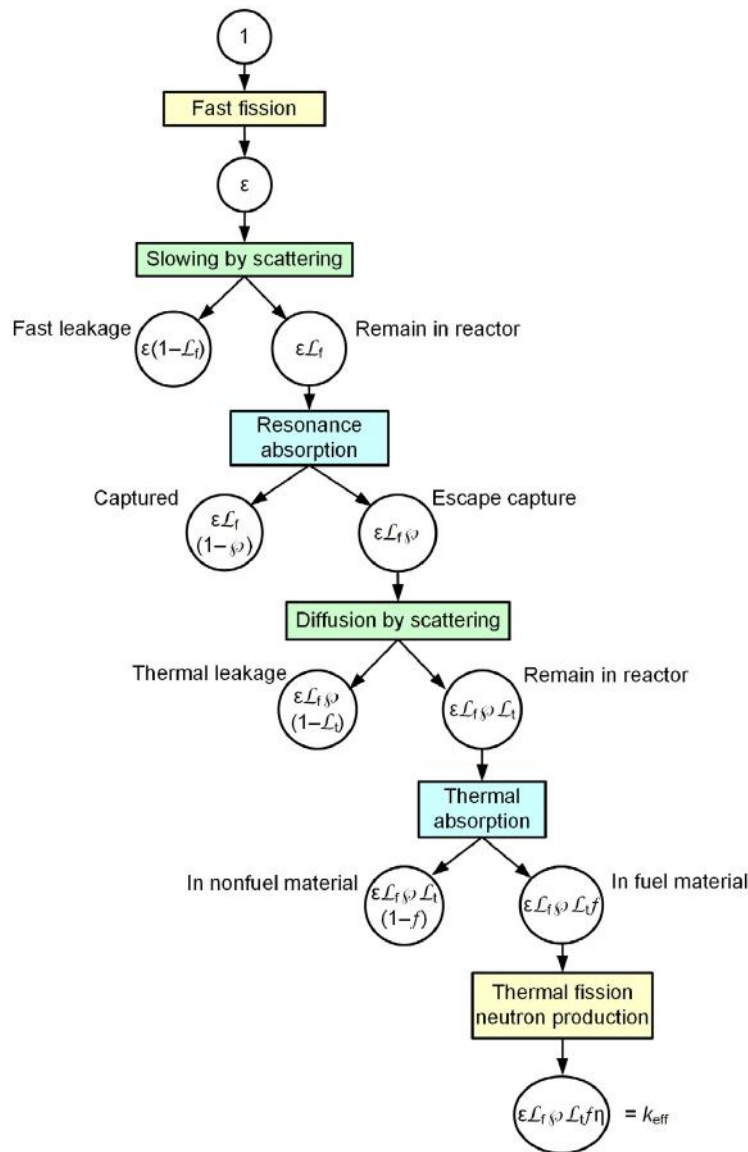 1
Fast fission
ε
Slowing by scattering
Fast leakage
ε(1–ℒf)
εℒf
Remain in reactor
Resonance
absorption
Captured
εℒf
(1–℘)
εℒf℘
Escape capture
Diffusion by scattering
Thermal leakage
εℒf℘
(1–ℒt)
εℒf℘ℒt
Remain in reactor
Thermal
absorption
In nonfuel material
εℒf℘ℒt
(1–f)
εℒf℘ℒtf
In fuel material
Thermal fission
neutron production
εℒf℘ℒtfη = keff